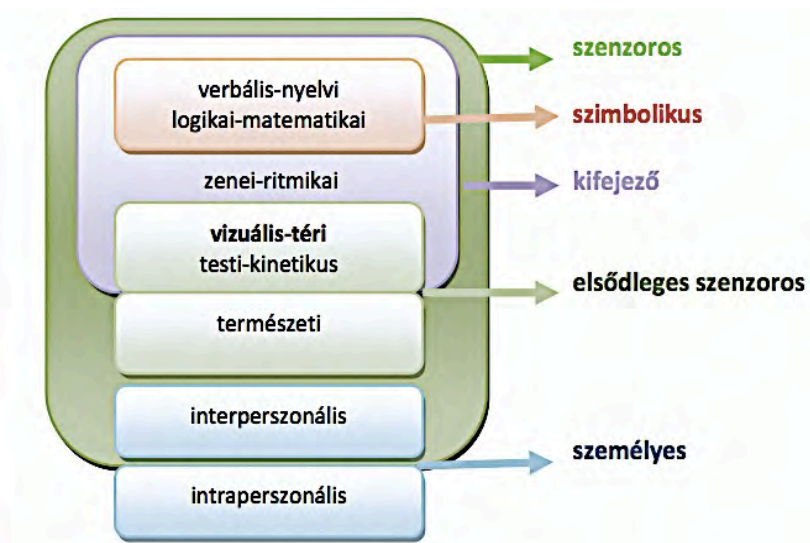 verbális-nyelvi
logikai-matematikai
zenei-ritmikai
vizuális-téri
testi-kinetikus
természeti
interperszonális
intraperszonális
szenzoros
szimbolikus
kifejező
elsődleges szenzoros
személyes